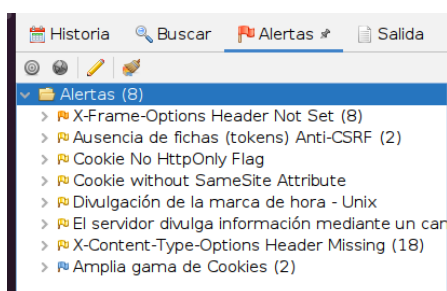 Historia Buscar Alertas Salida
Alertas (8)
X-Frame-Options Header Not Set (8)
Ausencia de fichas (tokens) Anti-CSRF (2)
Cookie No HttpOnly Flag
Cookie without SameSite Attribute
Divulgación de la marca de hora - Unix
El servidor divulga información mediante un
X-Content-Type-Options Header Missing (18)
Amplia gama de Cookies (2)